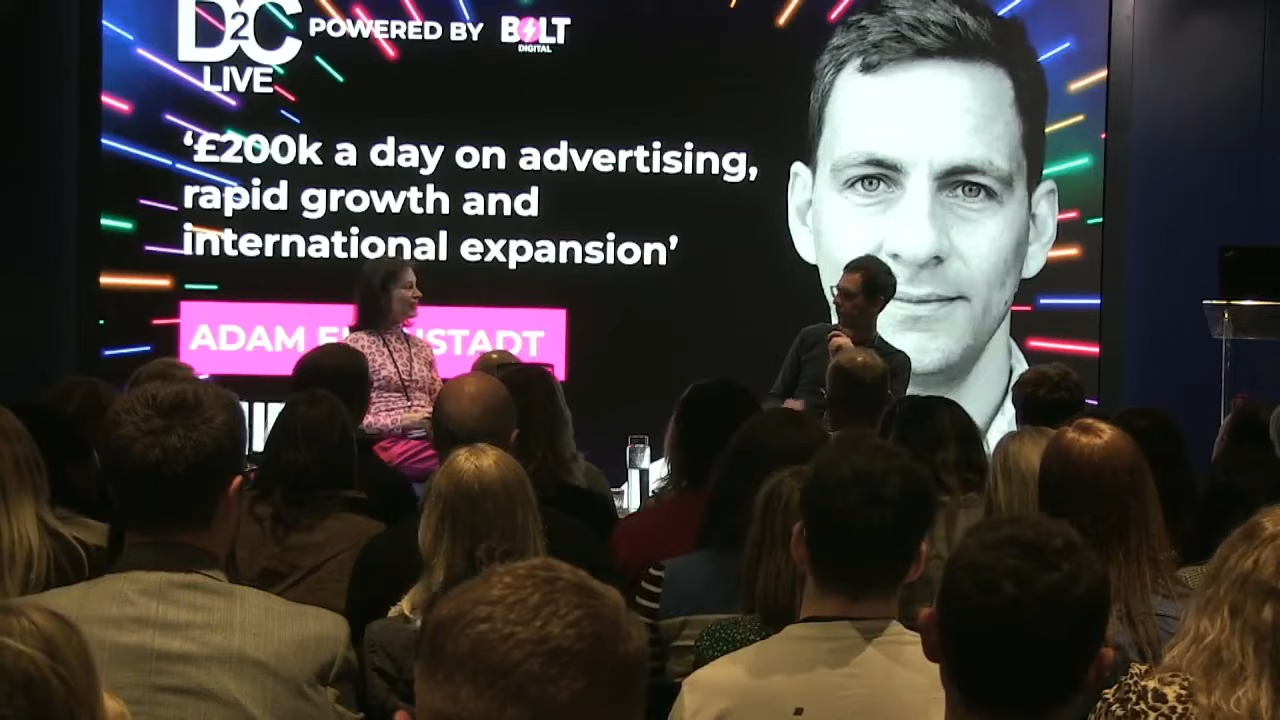 D2C
LIVE
POWERED BY
BOLT
DIGITAL
‘£200k a day on advertising,
rapid growth and
international expansion’
ADAM